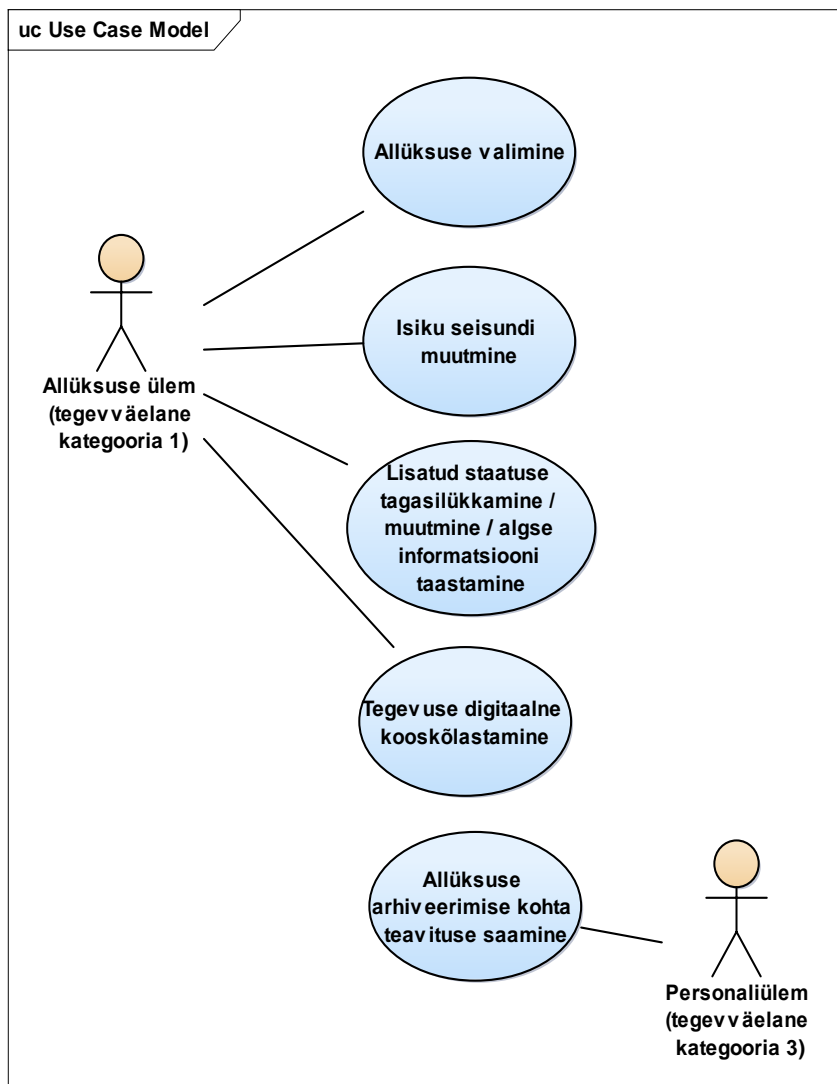 uc Use Case Model
Allüksuse valimine
Isiku seisundi
muutmine
Allüksuse ülem
(tegevväelane
kategooria 1)
Lisatud staatuse
tagasilükkamine /
muutmine / algse
informatsiooni
taastamine
Tegevuse digitaalne
kooskõlastamine
Allüksuse
arhiveerimise kohta
teavituse saamine
Personaliülem
(tegevväelane
kategooria 3)